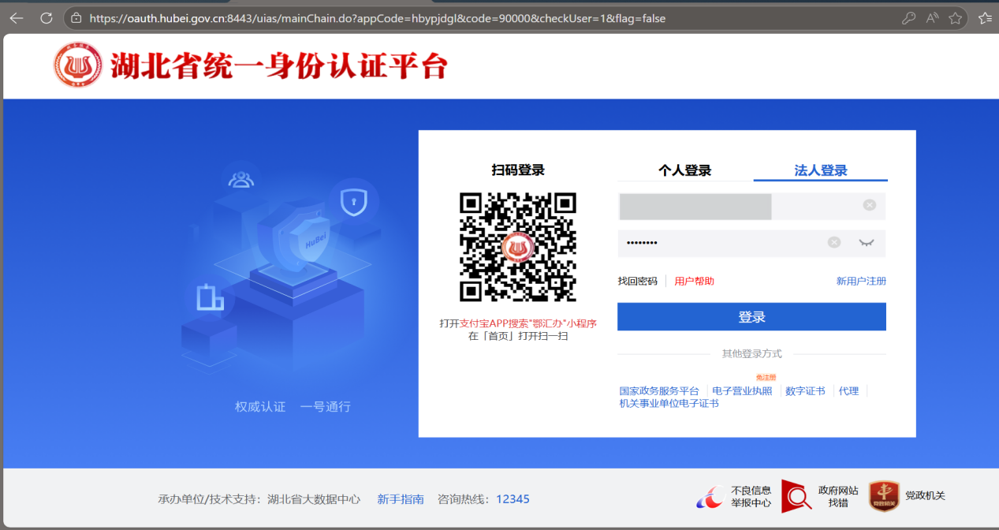 https://oauth.hubei.gov.cn:8443/uias/mainChain.do?appCode=hbypjdgl&code=90000&checkUser=1&flag=false
湖北省统一身份认证平台
HuBei
权威认证 一号通行
扫码登录
打开支付宝APP搜索"鄂汇办"小程序
在「首页」打开扫一扫
个人登录 法人登录
••••••••
找回密码 用户帮助 新用户注册
登录
其他登录方式
免注册
国家政务服务平台 电子营业执照 数字证书 代理
机关事业单位电子证书
承办单位/技术支持：湖北省大数据中心 新手指南 咨询热线：12345
不良信息
举报中心
政府网站
找错
党政机关
党政机关